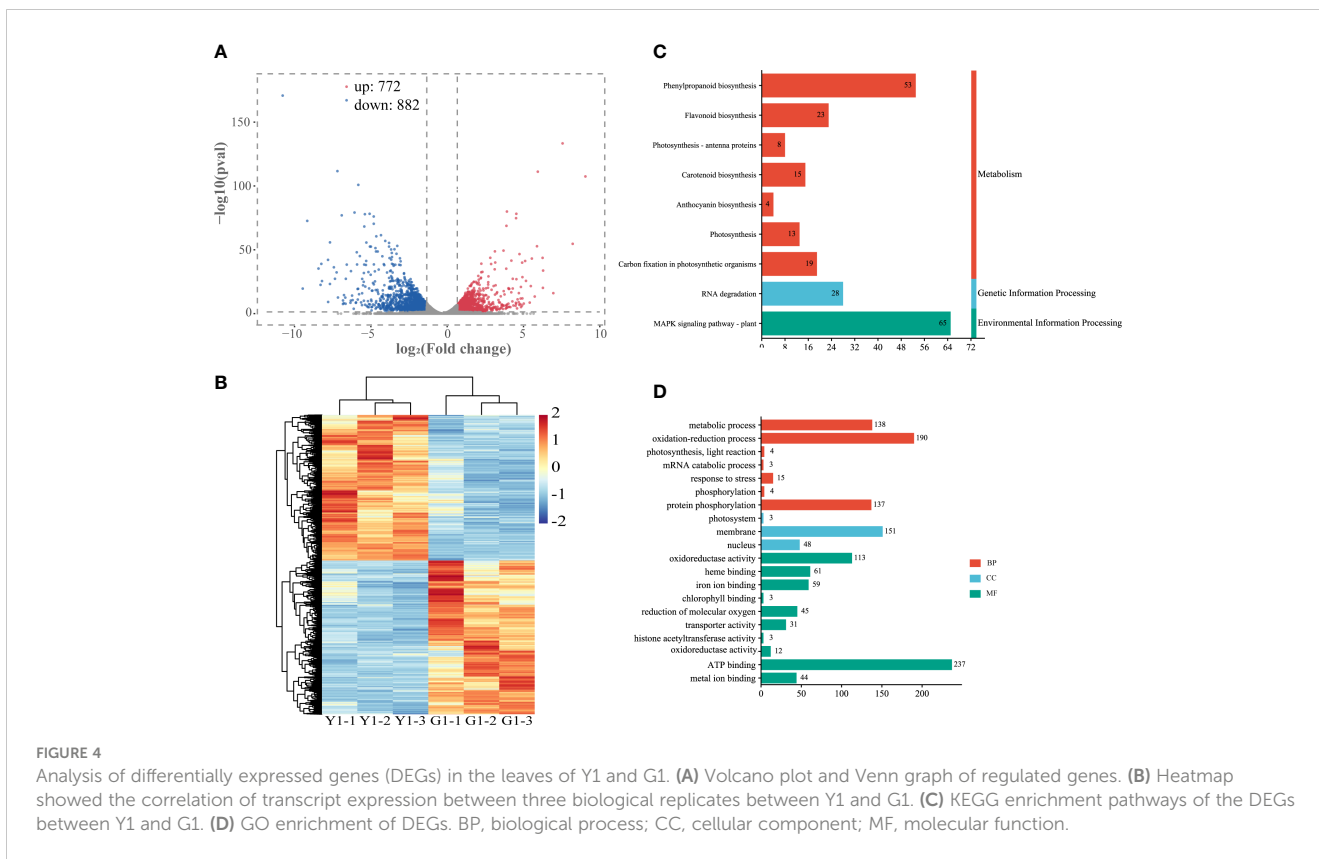 A
up: 772
down: 882
−log10(pval)
150
100
50
0
−10
−5
0
5
10
log₂(Fold change)
B
2
1
0
-1
-2
Y1-1 Y1-2 Y1-3 G1-1 G1-2 G1-3
C
Phenylpropanoid biosynthesis 53
Flavonoid biosynthesis 23
Photosynthesis - antenna proteins 8
Carotenoid biosynthesis 15
Anthocyanin biosynthesis 4
Photosynthesis 13
Carbon fixation in photosynthetic organisms 19
RNA degradation 28
MAPK signaling pathway - plant 65
Metabolism
Genetic Information Processing
Environmental Information Processing
0 8 16 24 32 40 48 56 64 72
D
metabolic process 138
oxidation-reduction process 190
photosynthesis, light reaction 4
mRNA catabolic process 3
response to stress 15
phosphorylation 4
protein phosphorylation 137
photosystem 3
membrane 151
nucleus 48
oxidoreductase activity 113
heme binding 61
iron ion binding 59
chlorophyll binding 3
reduction of molecular oxygen 45
transporter activity 31
histone acetyltransferase activity 3
oxidoreductase activity 12
ATP binding 237
metal ion binding 44
0 50 100 150 200
BP
CC
MF
FIGURE 4
Analysis of differentially expressed genes (DEGs) in the leaves of Y1 and G1. (A) Volcano plot and Venn graph of regulated genes. (B) Heatmap
showed the correlation of transcript expression between three biological replicates between Y1 and G1. (C) KEGG enrichment pathways of the DEGs
between Y1 and G1. (D) GO enrichment of DEGs. BP, biological process; CC, cellular component; MF, molecular function.